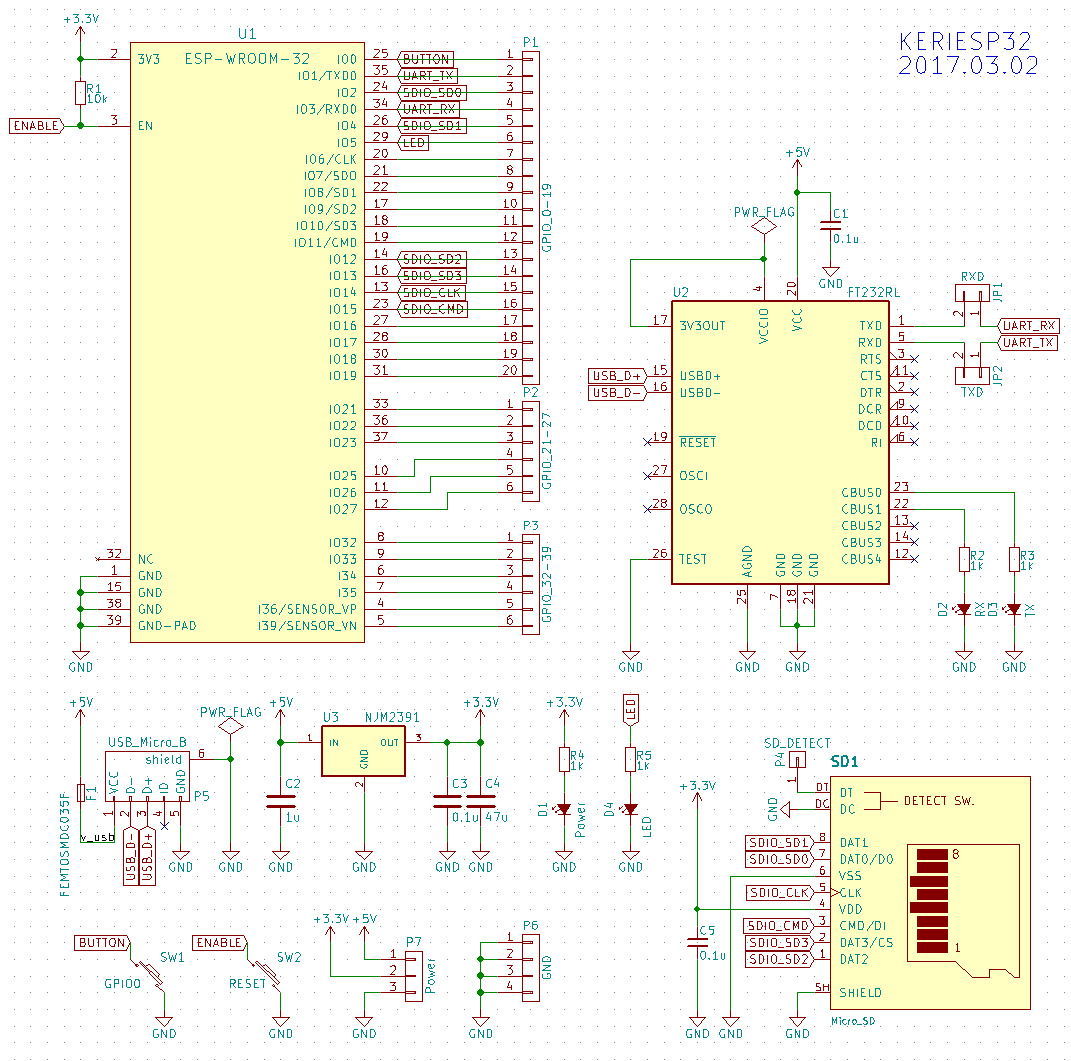 KERIESP32
2017.03.02
+3.3V
R1
10k
ENABLE
U1
ESP-WROOM-32
2 3V3
3 EN
32 NC
1 GND
15 GND
38 GND
39 GND-PAD
GND
IO0 25 BUTTON
IO1/TXD0 35 UART_TX
IO2 24 SDIO_SD0
IO3/RXD0 34 UART_RX
IO4 26 SDIO_SD1
IO5 29 LED
IO6/CLK 20
IO7/SD0 21
IO8/SD1 22
IO9/SD2 17
IO10/SD3 18
IO11/CMD 19
IO12 14 SDIO_SD2
IO13 16 SDIO_SD3
IO14 13 SDIO_CLK
IO15 23 SDIO_CMD
IO16 27
IO17 28
IO18 30
IO19 31
IO21 33
IO22 36
IO23 37
IO25 10
IO26 11
IO27 12
IO32 8
IO33 9
I34 6
I35 7
I36/SENSOR_VP 4
I39/SENSOR_VN 5
P1
1
2
3
4
5
6
7
8
9
10
11
12
13
14
15
16
17
18
19
20
GPIO_0-19
P2
1
2
3
4
5
6
GPIO_21-27
P3
1
2
3
4
5
6
GPIO_32-39
+5V
PWR_FLAG
C1
0.1u
GND
U2
FT232RL
4 VCCIO
20 VCC
17 3V3OUT
USB_D+ 15 USBD+
USB_D- 16 USBD-
19 RESET
27 OSCI
28 OSCO
26 TEST
AGND 25
GND 7
GND 18
GND 21
TXD 1
RXD 5
RTS 3
CTS 11
DTR 2
DCR 9
DCD 10
RI 6
CBUS0 23
CBUS1 22
CBUS2 13
CBUS3 14
CBUS4 12
RXD
JP1
2 1
UART_RX
UART_TX
2 1
JP2
TXD
R2
1k
R3
1k
D2
RX
D3
TX
GND
GND
GND
GND
GND
+5V
F1
FEMTOSMDC035F
v_usb
USB_Micro_B
shield 6
P5
VCC
D-
D+
ID
GND
1
2
3
4
5
USB_D-
USB_D+
GND
PWR_FLAG
GND
+5V
C2
1u
GND
U3
NJM2391
1 IN
OUT 3
GND
2
GND
+3.3V
C3
0.1u
C4
47u
GND
GND
+3.3V
R4
1k
D1
Power
GND
LED
R5
1k
D4
LED
GND
BUTTON
SW1
GPIO0
GND
ENABLE
SW2
RESET
GND
+3.3V
+5V
P7
1
2
3
Power
GND
P6
1
2
3
4
GND
GND
SD_DETECT
P4
1
SD1
+3.3V
GND
DT DT
DC DC
DETECT SW.
SDIO_SD1 8 DAT1
SDIO_SD0 7 DAT0/DO
6 VSS
SDIO_CLK 5 CLK
4 VDD
SDIO_CMD 3 CMD/DI
SDIO_SD3 2 DAT3/CS
SDIO_SD2 1 DAT2
SH SHIELD
8
1
C5
0.1u
GND
GND
GND
Micro_SD